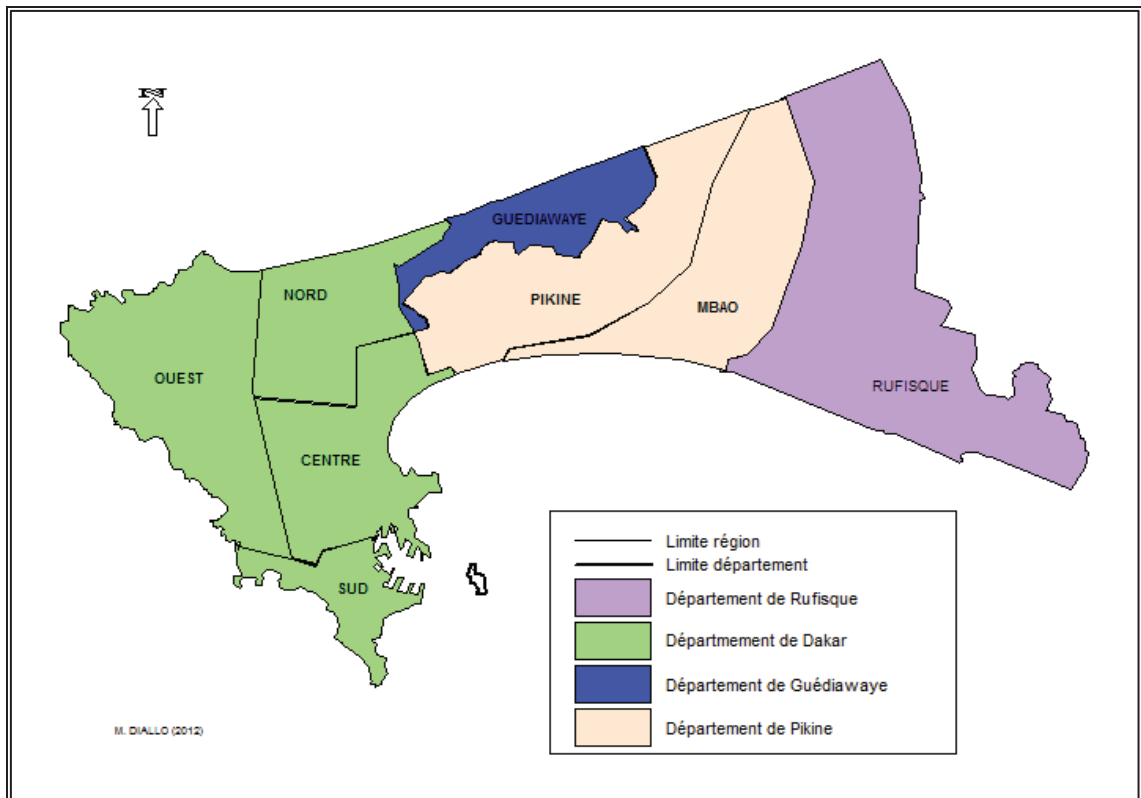 N
GUEDIAWAYE
NORD
PIKINE
MBAO
OUEST
RUFISQUE
CENTRE
SUD
Limite région
Limite département
Département de Rufisque
Départmement de Dakar
Département de Guédiawaye
Département de Pikine
M. DIALLO (2012)